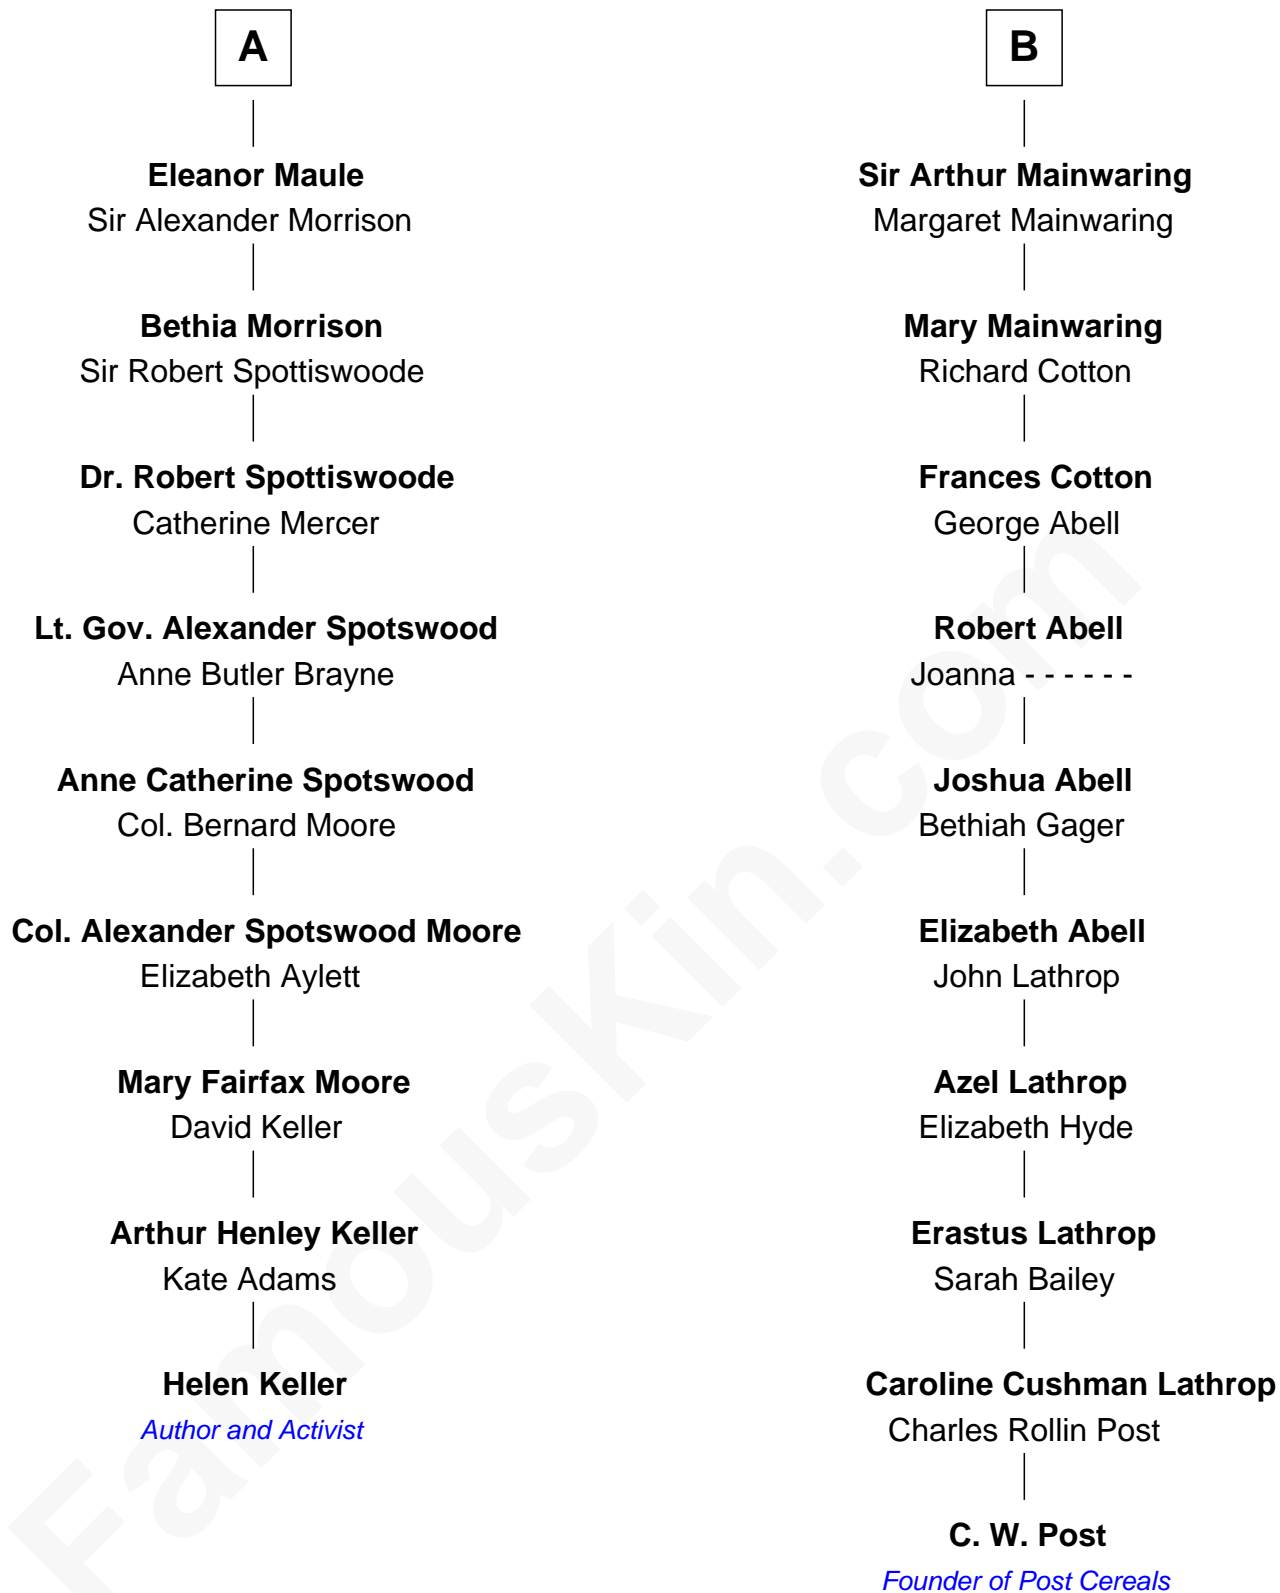 A
Eleanor Maule
Sir Alexander Morrison
Bethia Morrison
Sir Robert Spottiswoode
Dr. Robert Spottiswoode
Catherine Mercer
Lt. Gov. Alexander Spotswood
Anne Butler Brayne
Anne Catherine Spotswood
Col. Bernard Moore
Col. Alexander Spotswood Moore
Elizabeth Aylett
Mary Fairfax Moore
David Keller
Arthur Henley Keller
Kate Adams
Helen Keller
Author and Activist
B
Sir Arthur Mainwaring
Margaret Mainwaring
Mary Mainwaring
Richard Cotton
Frances Cotton
George Abell
Robert Abell
Joanna - - - - - -
Joshua Abell
Bethiah Gager
Elizabeth Abell
John Lathrop
Azel Lathrop
Elizabeth Hyde
Erastus Lathrop
Sarah Bailey
Caroline Cushman Lathrop
Charles Rollin Post
C. W. Post
Founder of Post Cereals
FamousKin.com